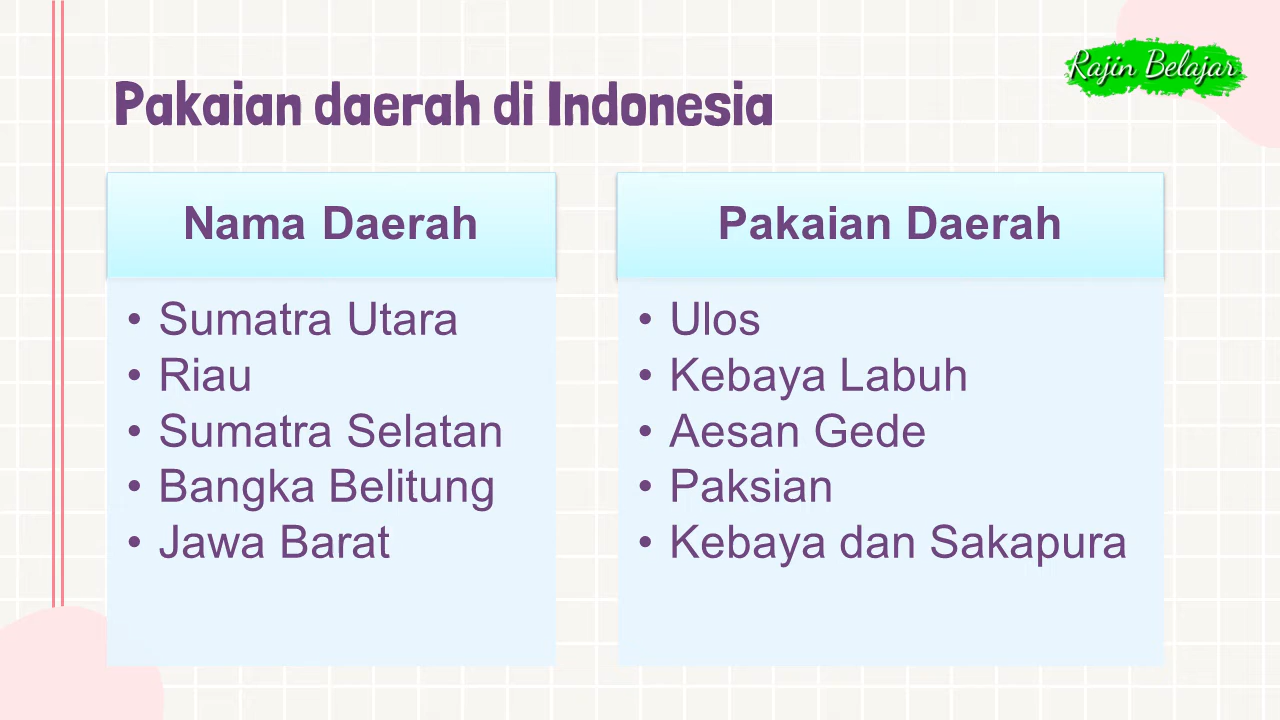 Rajin Belajar
Pakaian daerah di Indonesia
Nama Daerah
• Sumatra Utara
• Riau
• Sumatra Selatan
• Bangka Belitung
• Jawa Barat
Pakaian Daerah
• Ulos
• Kebaya Labuh
• Aesan Gede
• Paksian
• Kebaya dan Sakapura